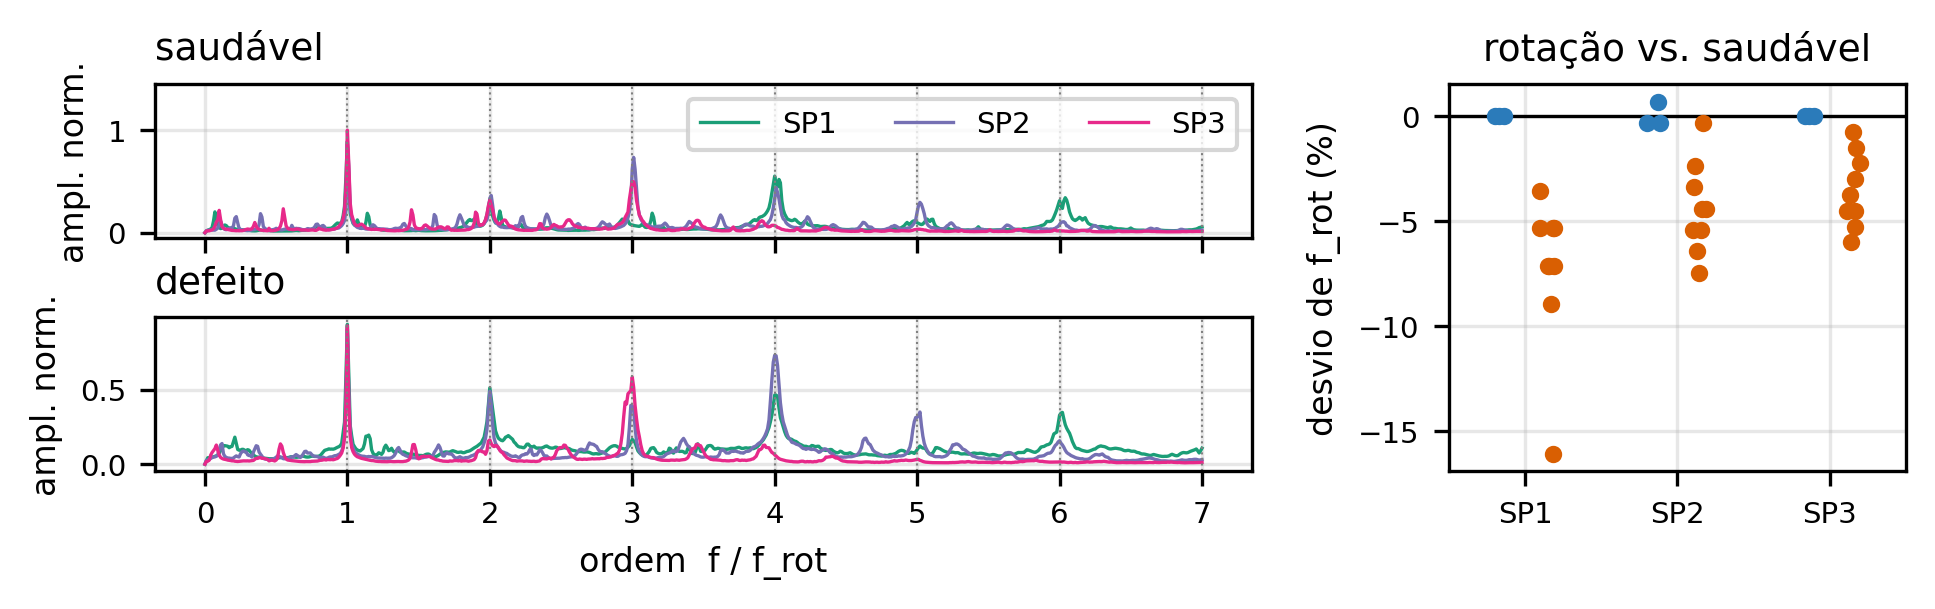 saudável
ampl. norm.
1
0
SP1 SP2 SP3
defeito
ampl. norm.
0.5
0.0
0 1 2 3 4 5 6 7
ordem f / f_rot
rotação vs. saudável
desvio de f_rot (%)
0
−5
−10
−15
SP1 SP2 SP3